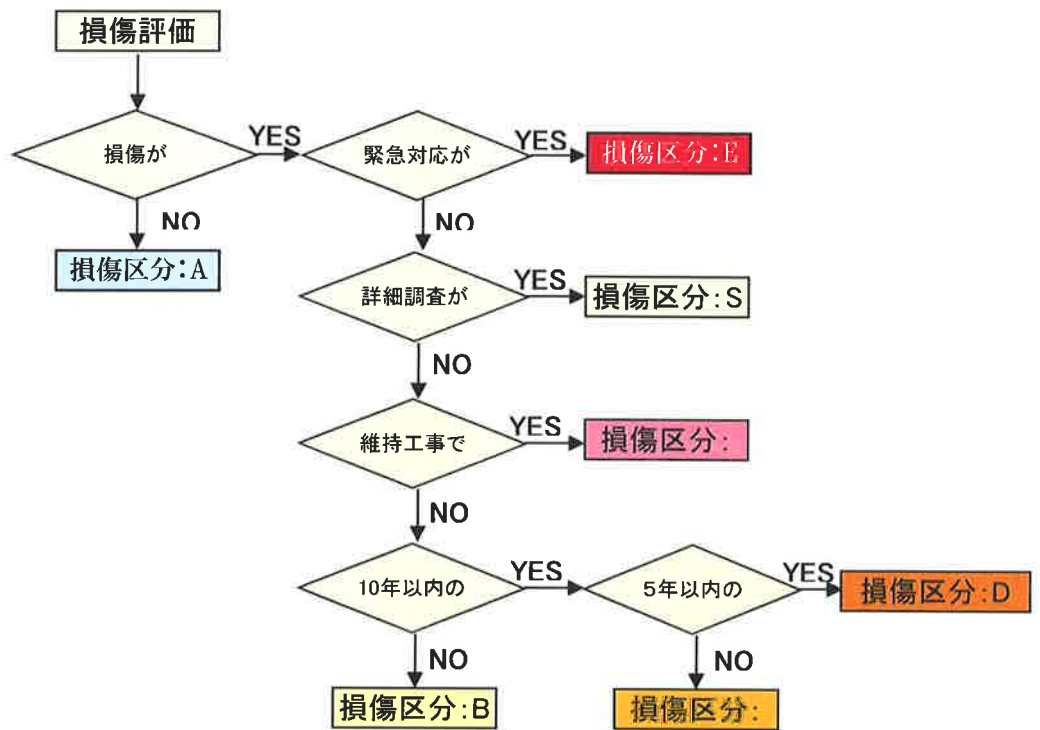 損傷評価
損傷が
YES
緊急対応が
YES
損傷区分:E
NO
NO
損傷区分:A
詳細調査が
YES
損傷区分:S
NO
維持工事で
YES
損傷区分:
NO
10年以内の
YES
5年以内の
YES
損傷区分:D
NO
NO
損傷区分:B
損傷区分: